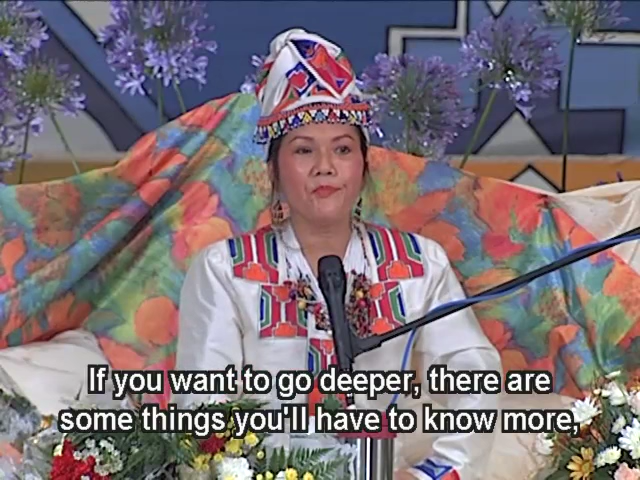 If you want to go deeper, there are
some things you'll have to know more,